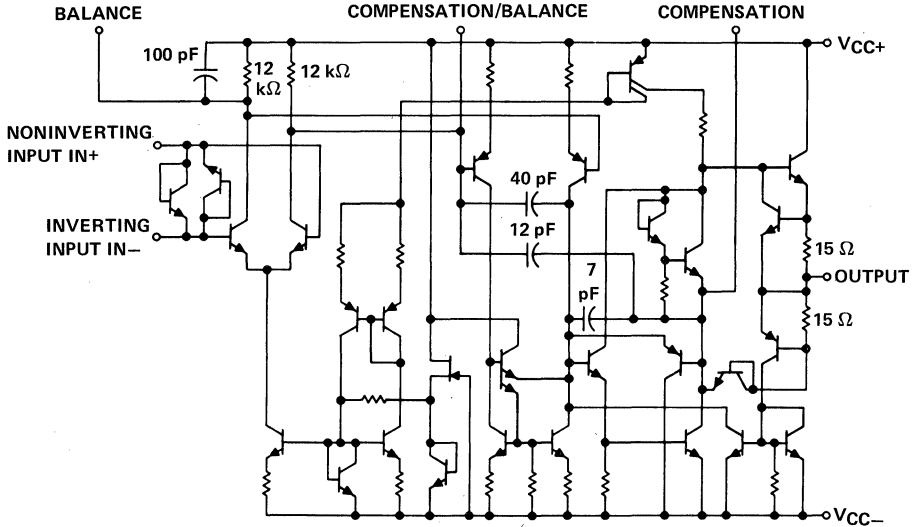 BALANCE
COMPENSATION/BALANCE
COMPENSATION
VCC+
100 pF
12 kΩ
12 kΩ
NONINVERTING
INPUT IN+
40 pF
INVERTING
INPUT IN−
12 pF
15 Ω
7 pF
OUTPUT
15 Ω
VCC−